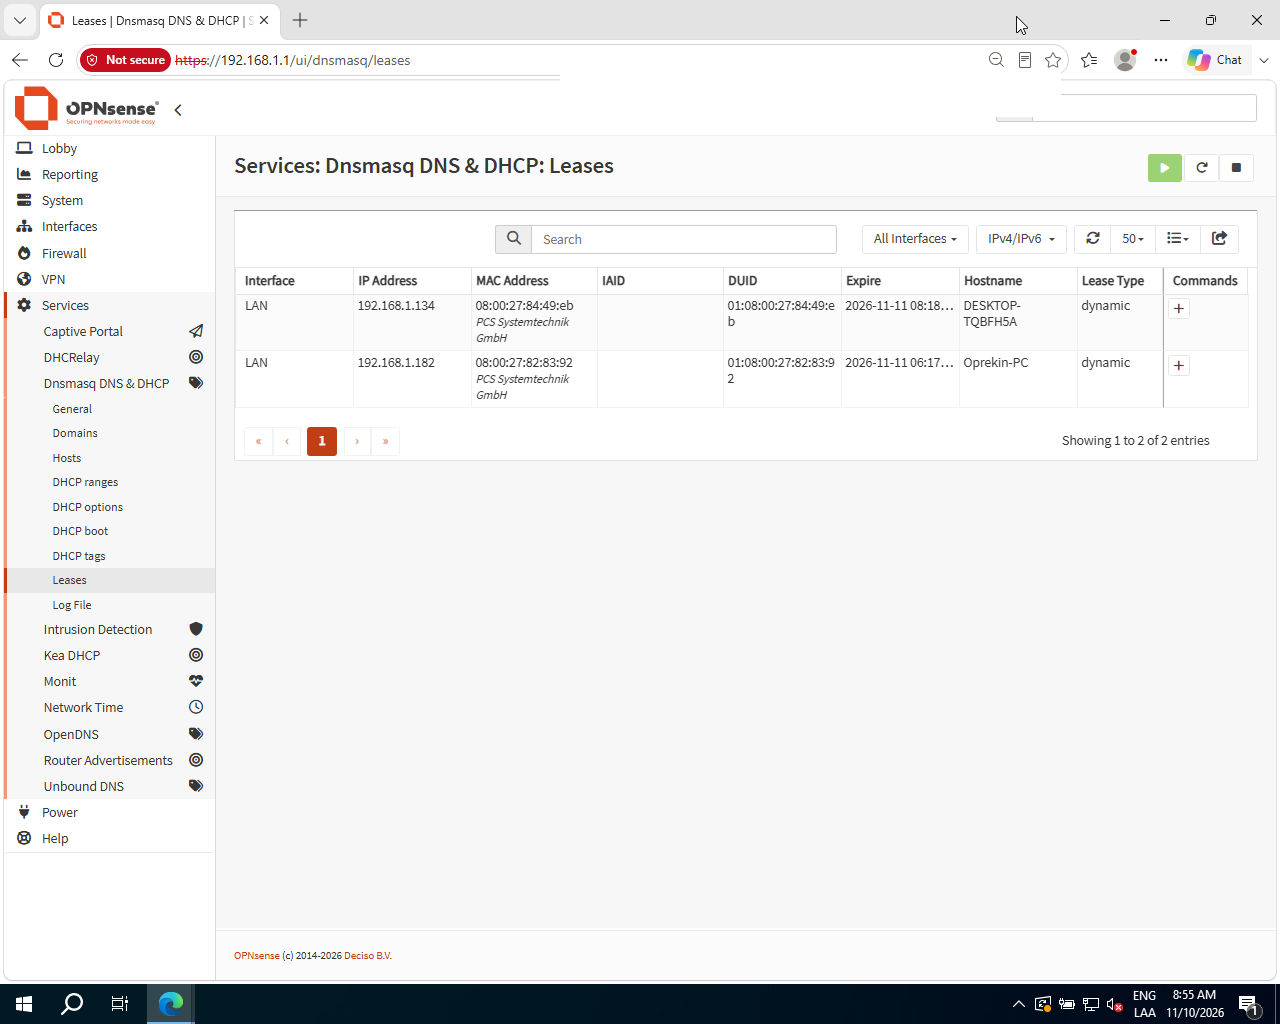 Leases | Dnsmasq DNS & DHCP |
Not secure https://192.168.1.1/ui/dnsmasq/leases
Chat
OPNsense
Securing networks made easy
Lobby
Reporting
System
Interfaces
Firewall
VPN
Services
Captive Portal
DHCRelay
Dnsmasq DNS & DHCP
General
Domains
Hosts
DHCP ranges
DHCP options
DHCP boot
DHCP tags
Leases
Log File
Intrusion Detection
Kea DHCP
Monit
Network Time
OpenDNS
Router Advertisements
Unbound DNS
Power
Help
Services: Dnsmasq DNS & DHCP: Leases
Search
All Interfaces
IPv4/IPv6
50
Interface IP Address MAC Address IAID DUID Expire Hostname Lease Type Commands
LAN 192.168.1.134 08:00:27:84:49:eb 01:08:00:27:84:49:e 2026-11-11 08:18... DESKTOP- dynamic +
PCS Systemtechnik b TQBFH5A
GmbH
LAN 192.168.1.182 08:00:27:82:83:92 01:08:00:27:82:83:9 2026-11-11 06:17... Oprekin-PC dynamic +
PCS Systemtechnik 2
GmbH
« ‹ 1 › »
Showing 1 to 2 of 2 entries
OPNsense (c) 2014-2026 Deciso B.V.
ENG 8:55 AM
LAA 11/10/2026
1